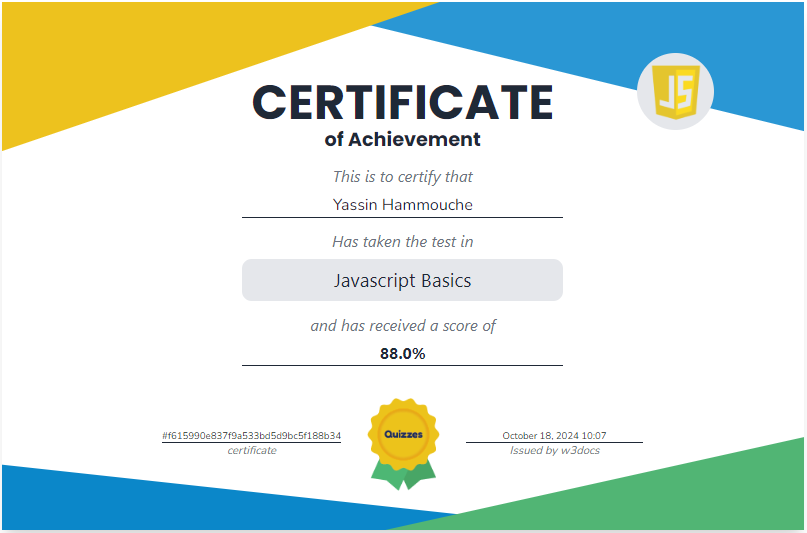 CERTIFICATE
of Achievement
JS
This is to certify that
Yassin Hammouche
Has taken the test in
Javascript Basics
and has received a score of
88.0%
#f615990e837f9a533bd5d9bc5f188b34
certificate
Quizzes
October 18, 2024 10:07
Issued by w3docs